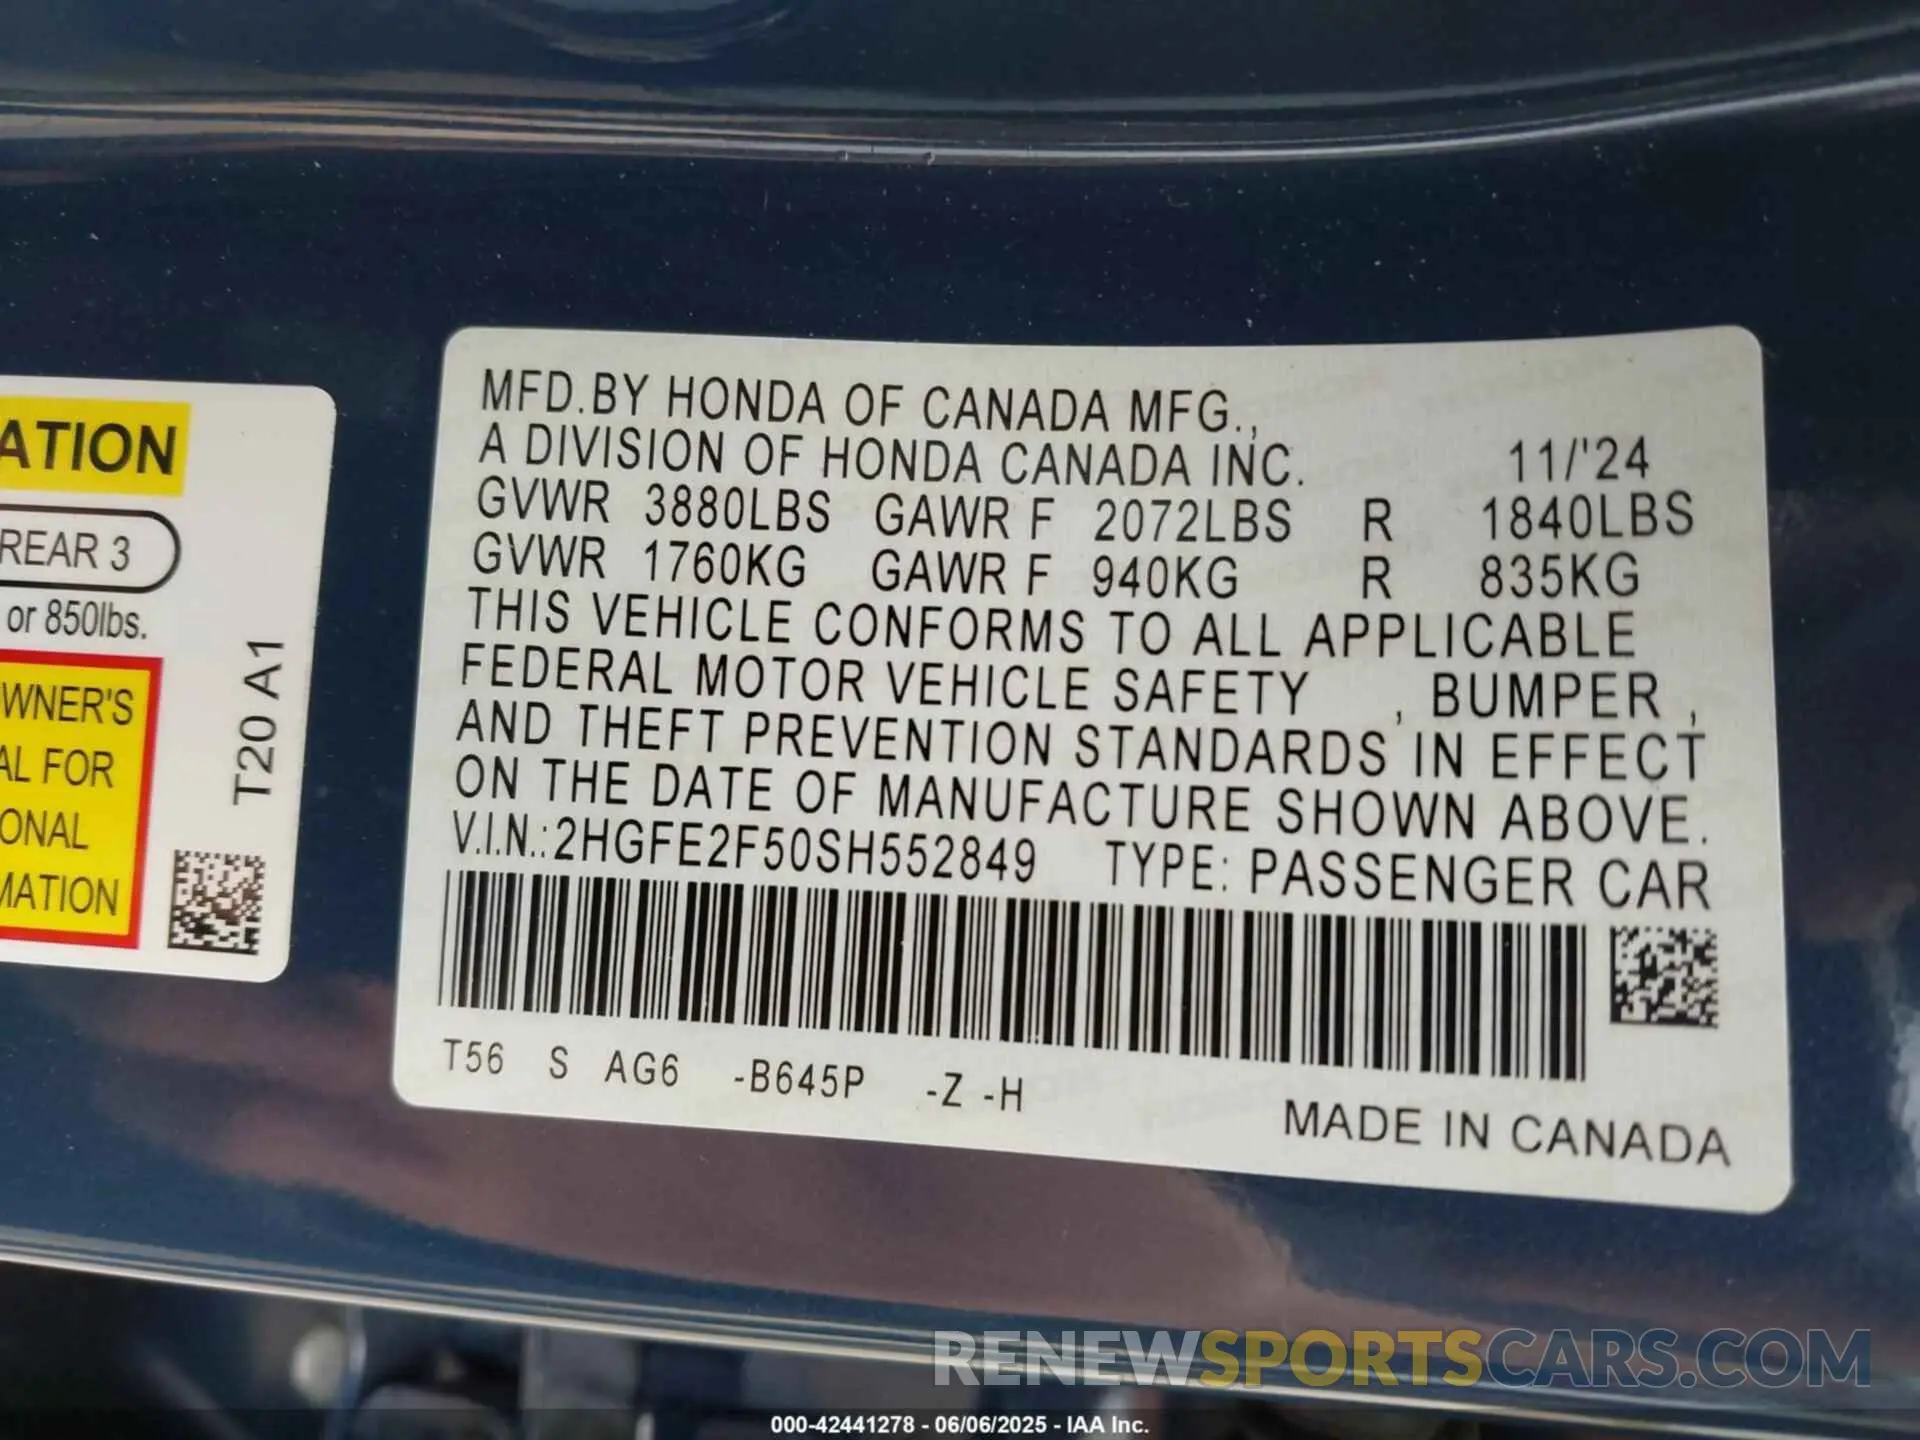 ATION
REAR 3
or 850lbs.
WNER'S
AL FOR
ONAL
MATION
T20 A1
MFD.BY HONDA OF CANADA MFG.,
A DIVISION OF HONDA CANADA INC. 11/'24
GVWR 3880LBS GAWR F 2072LBS R 1840LBS
GVWR 1760KG GAWR F 940KG R 835KG
THIS VEHICLE CONFORMS TO ALL APPLICABLE
FEDERAL MOTOR VEHICLE SAFETY , BUMPER ,
AND THEFT PREVENTION STANDARDS IN EFFECT
ON THE DATE OF MANUFACTURE SHOWN ABOVE.
V.I.N.:2HGFE2F50SH552849 TYPE: PASSENGER CAR
T56 S AG6 -B645P -Z -H
MADE IN CANADA
RENEWSPORTSCARS.COM
000-42441278 - 06/06/2025 - IAA Inc.